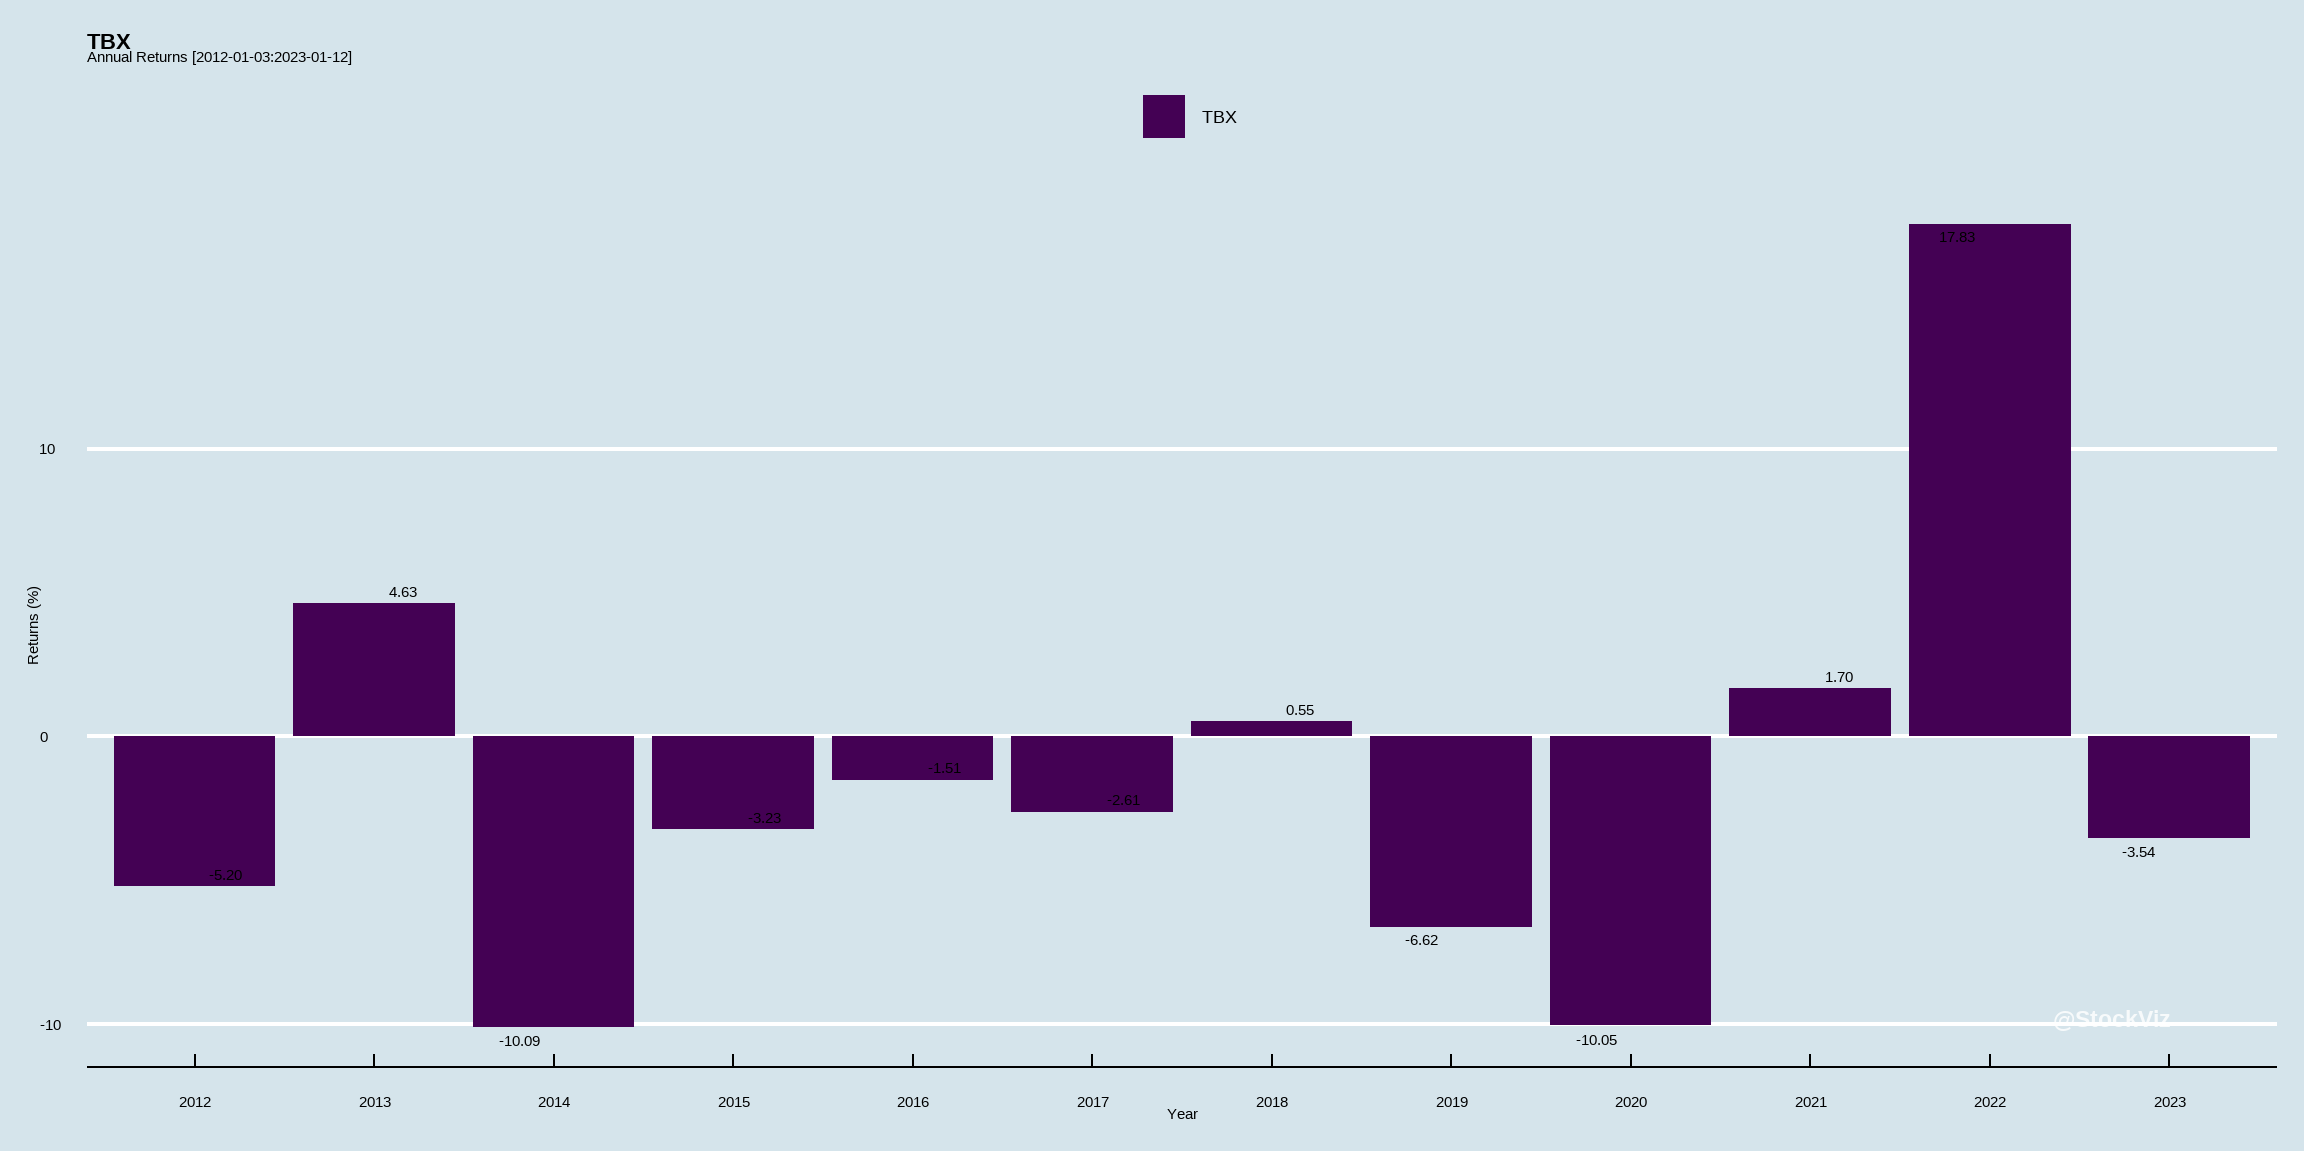 TBX
Annual Returns [2012-01-03:2023-01-12]
TBX
17.83
10
4.63
Returns (%)
1.70
0.55
0
-1.51
-2.61
-3.23
-3.54
-5.20
-6.62
-10
@StockViz
-10.09
-10.05
2012 2013 2014 2015 2016 2017 2018 2019 2020 2021 2022 2023
Year